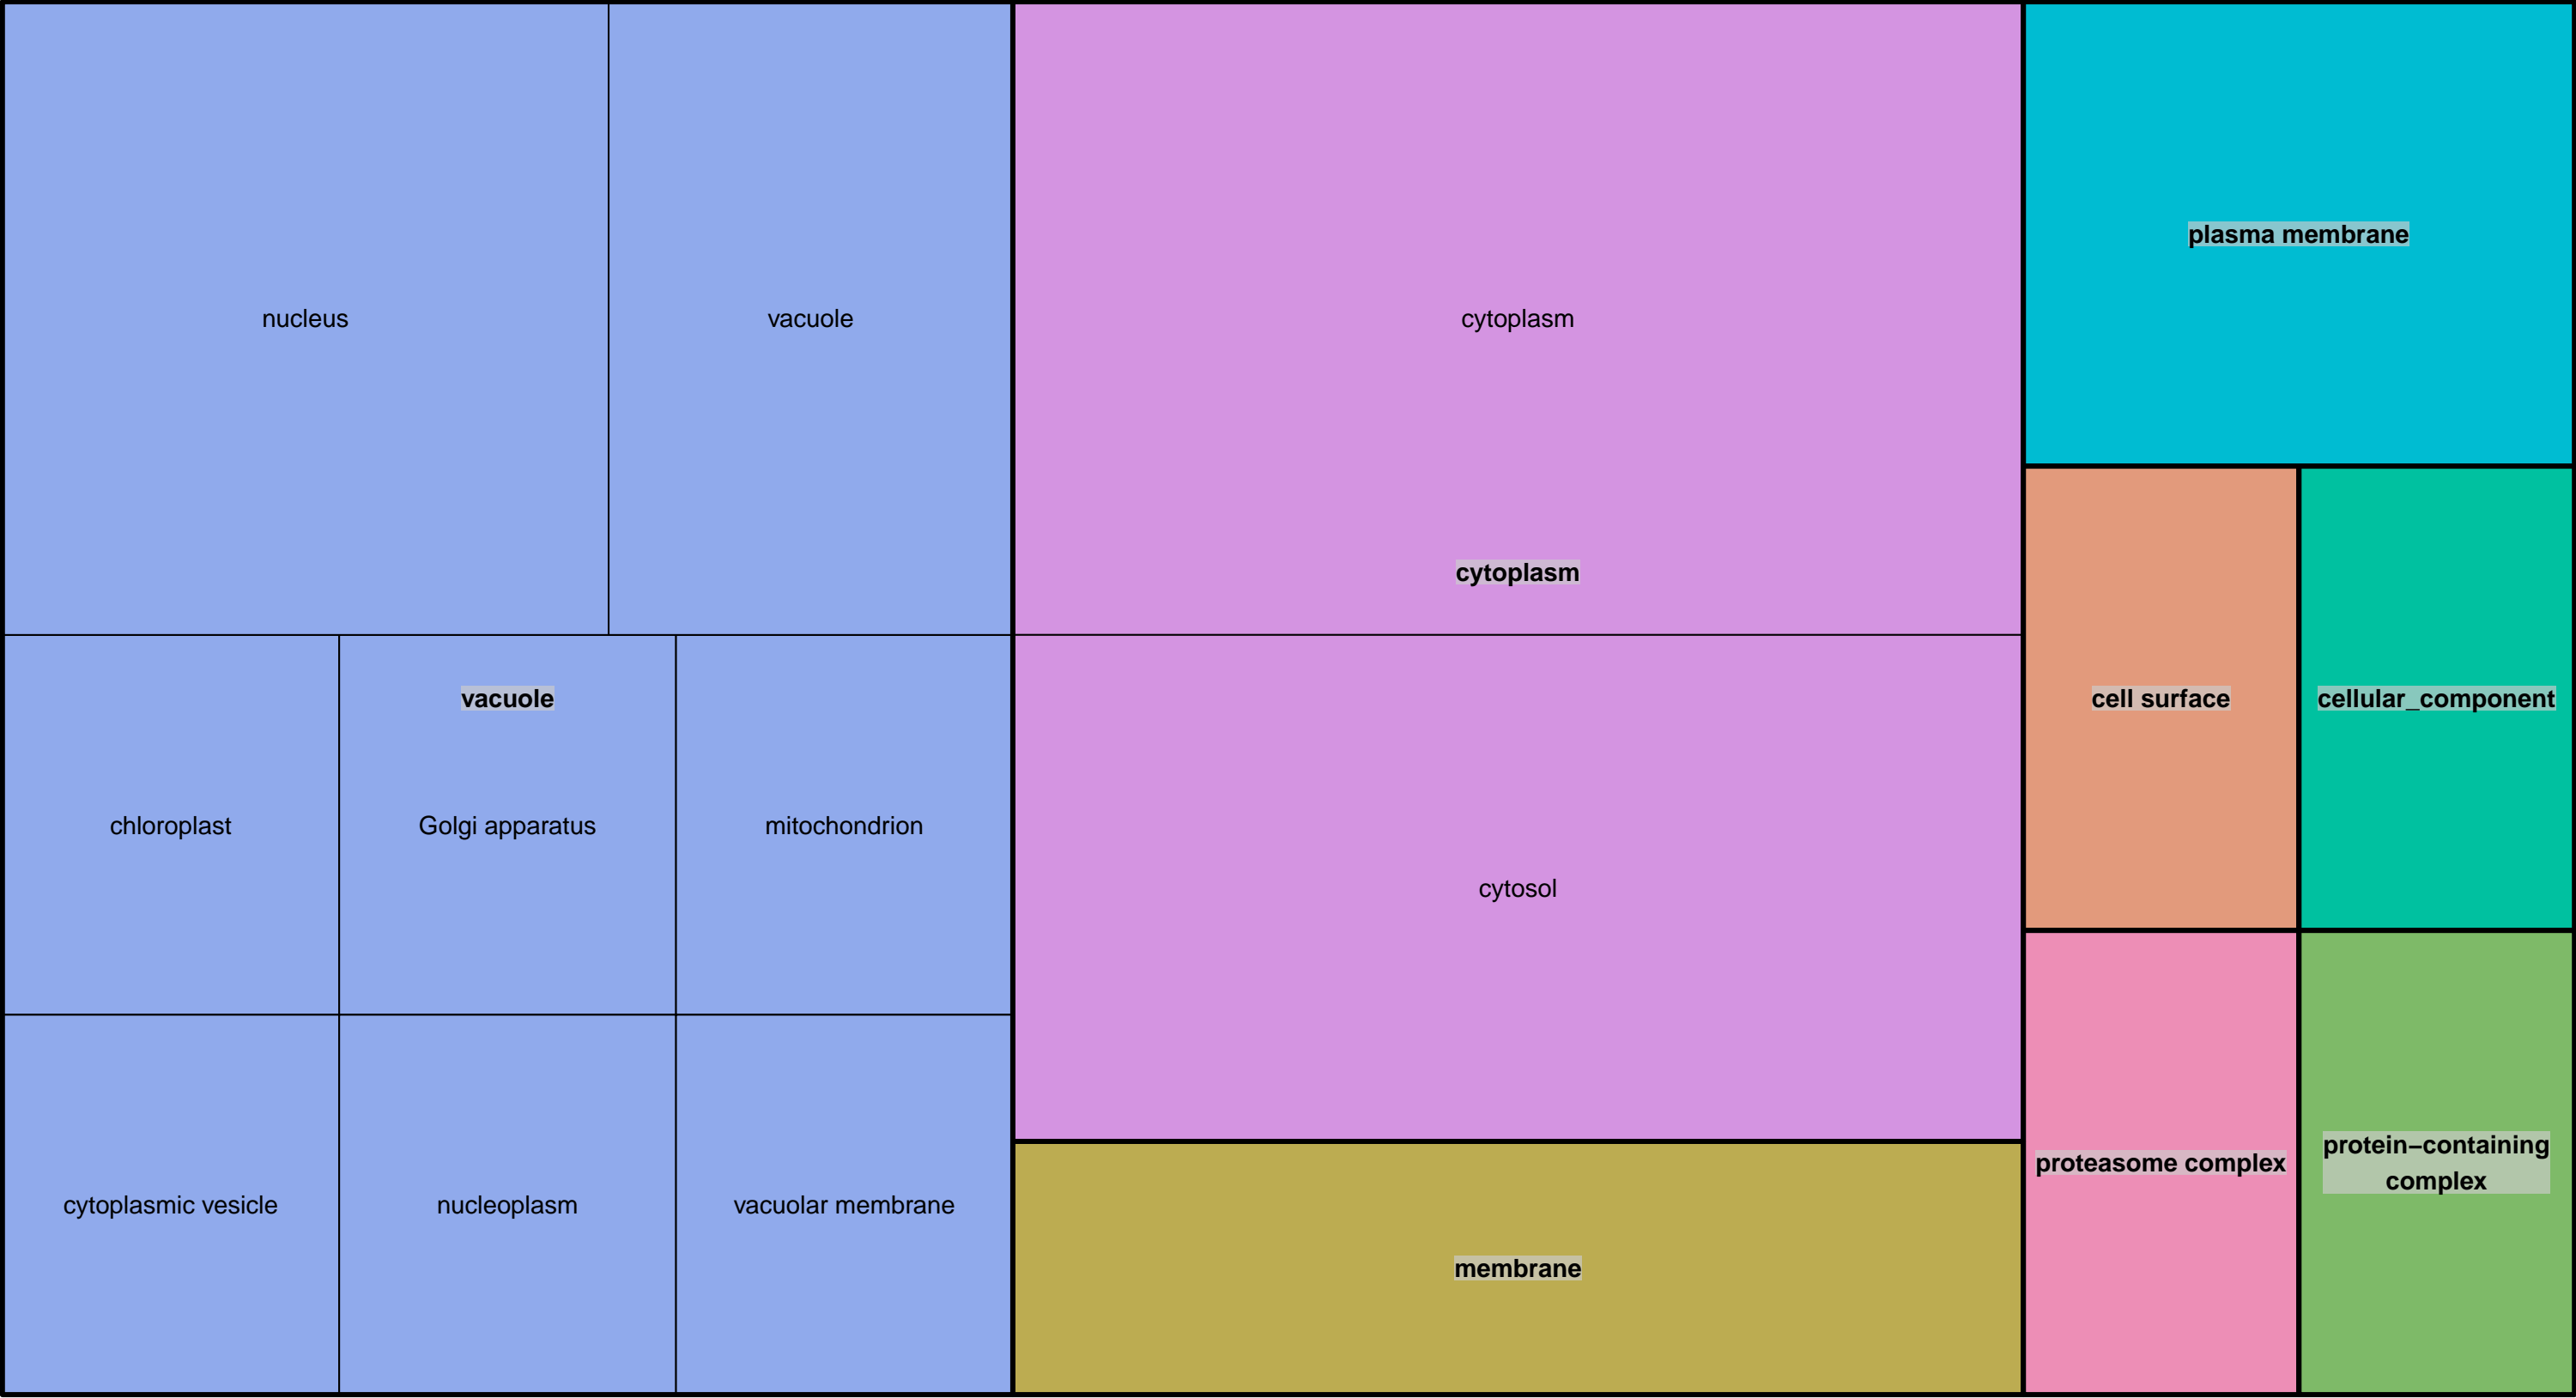 nucleus
vacuole
vacuole
chloroplast
Golgi apparatus
mitochondrion
cytoplasmic vesicle
nucleoplasm
vacuolar membrane
cytoplasm
cytoplasm
cytosol
membrane
plasma membrane
cell surface
cellular_component
proteasome complex
protein−containing
complex